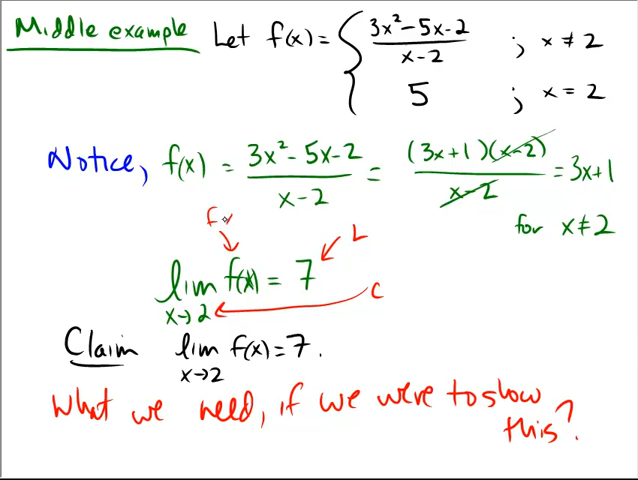 Middle example Let f(x) = { 3x² - 5x - 2 / x - 2 ; x ≠ 2
5 ; x = 2
Notice, f(x) = 3x² - 5x - 2 / x - 2 = (3x+1)(x-2) / x-2 = 3x+1
for x ≠ 2
f x
L
lim f(x) = 7
x→2
C
Claim lim f(x) = 7.
x→2
What we need, if we were to show
this?